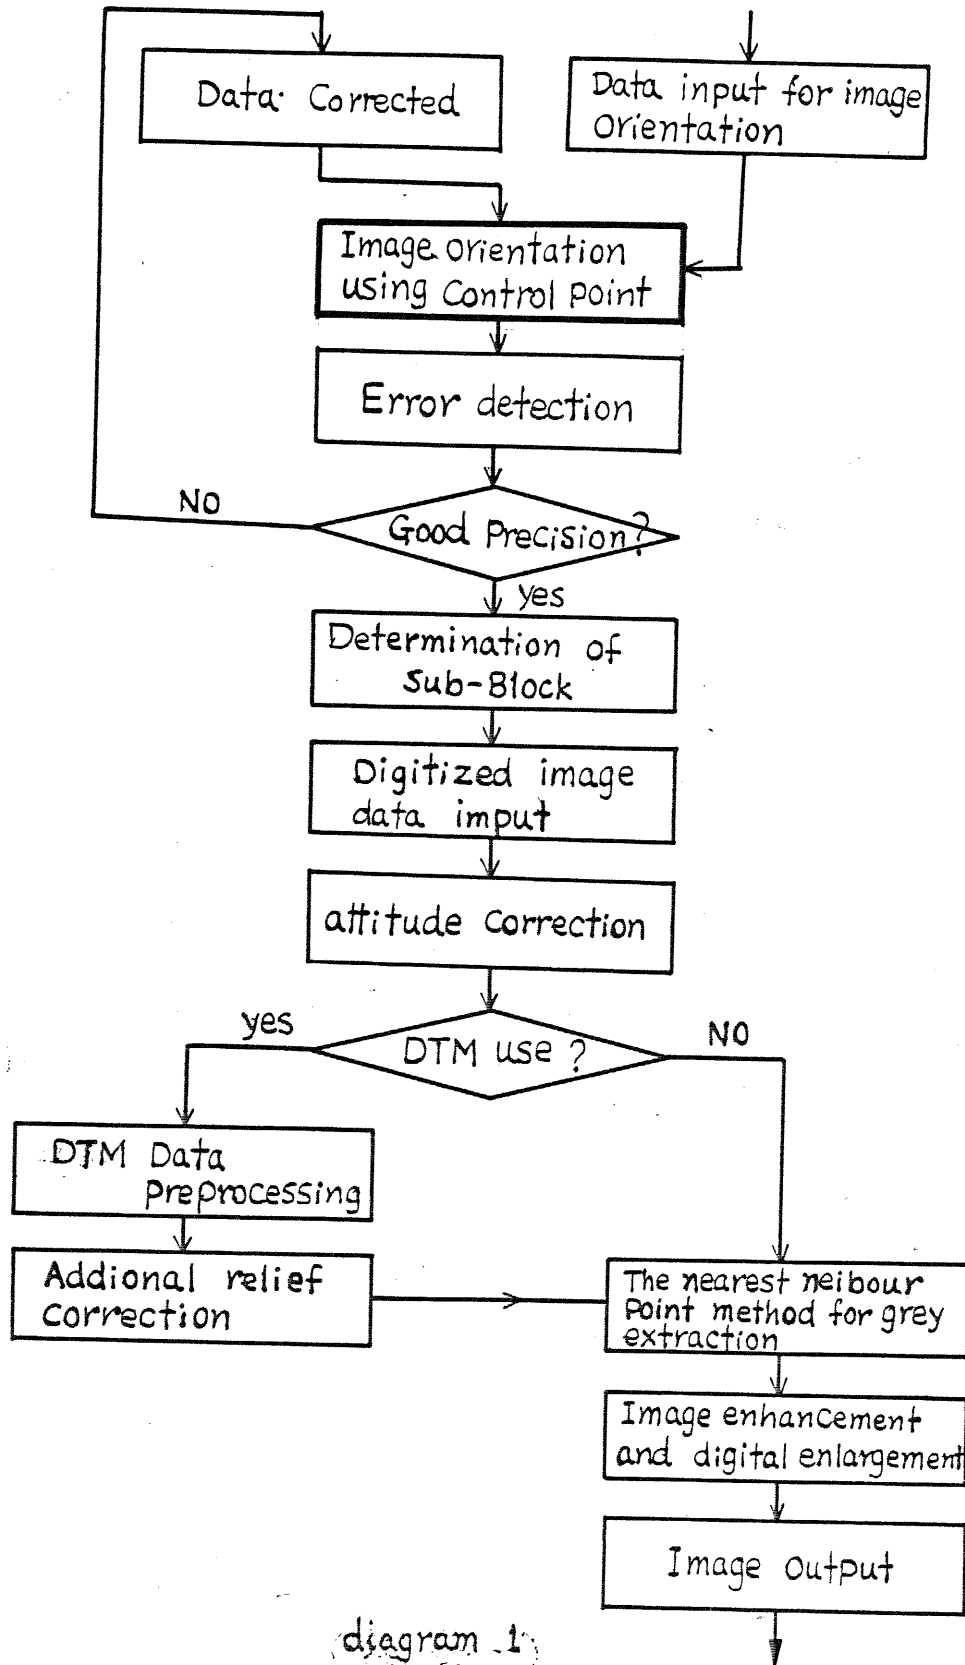 Data Corrected
Data input for image
orientation
Image orientation
using Control point
Error detection
NO
Good Precision?
yes
Determination of
Sub-Block
Digitized image
data imput
attitude correction
yes
DTM use?
NO
DTM Data
preprocessing
Addional relief
correction
The nearest neibour
point method for grey
extraction
Image enhancement
and digital enlargement
Image output
diagram 1